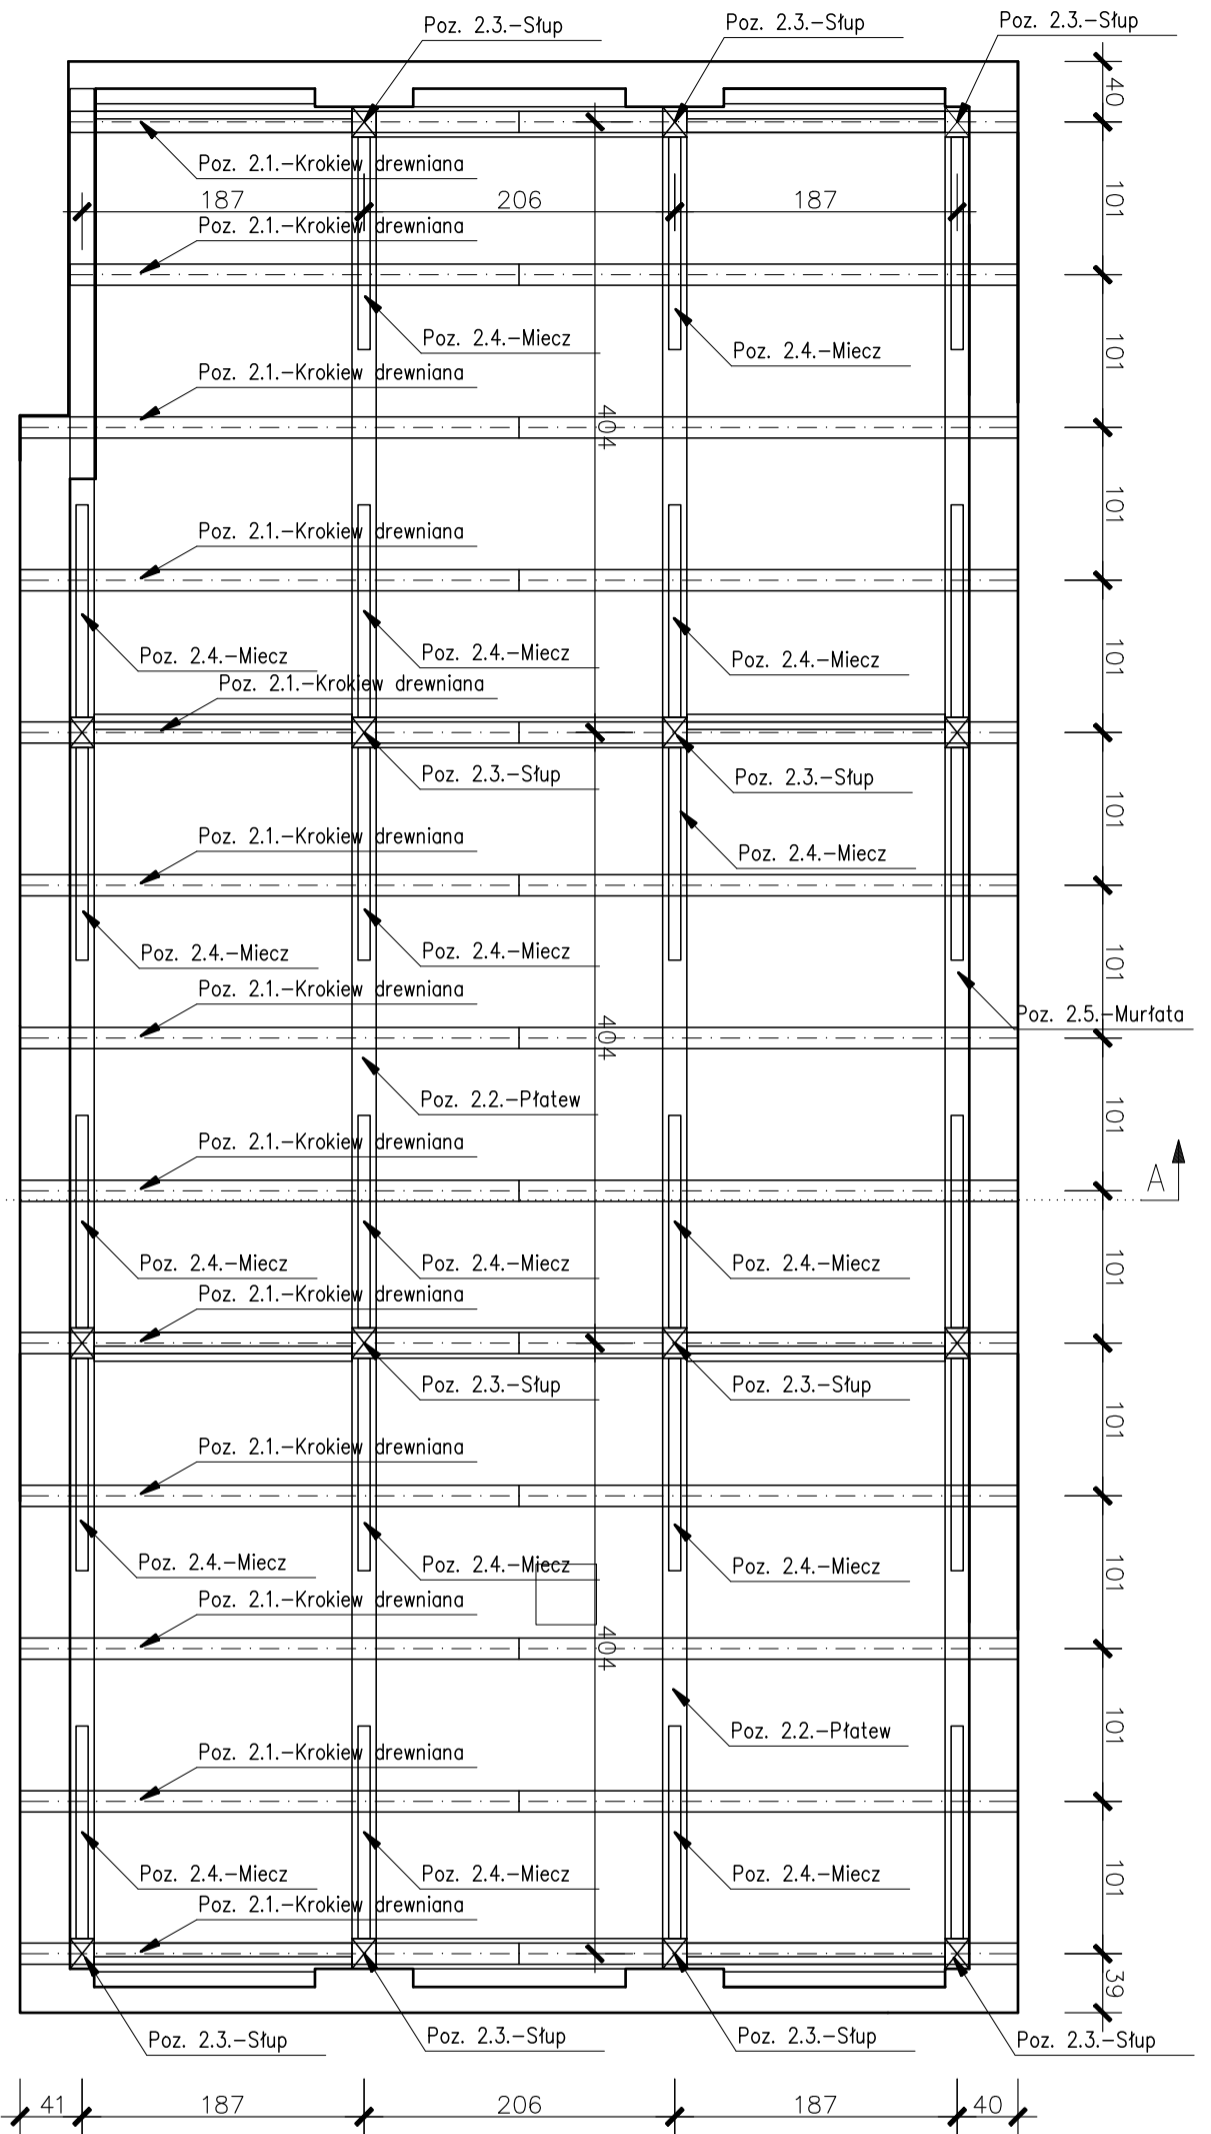 Poz. 2.3.-Słup
Poz. 2.3.-Słup
Poz. 2.3.-Słup
40
Poz. 2.1.-Krokiew drewniana
187
206
187
101
Poz. 2.1.-Krokiew drewniana
Poz. 2.4.-Miecz
Poz. 2.4.-Miecz
101
Poz. 2.1.-Krokiew drewniana
404
101
Poz. 2.1.-Krokiew drewniana
Poz. 2.4.-Miecz
Poz. 2.4.-Miecz
Poz. 2.4.-Miecz
101
Poz. 2.1.-Krokiew drewniana
Poz. 2.3.-Słup
Poz. 2.3.-Słup
101
Poz. 2.1.-Krokiew drewniana
Poz. 2.4.-Miecz
Poz. 2.4.-Miecz
Poz. 2.4.-Miecz
101
Poz. 2.1.-Krokiew drewniana
Poz. 2.5.-Murłata
404
Poz. 2.2.-Płatew
101
Poz. 2.1.-Krokiew drewniana
A
Poz. 2.4.-Miecz
Poz. 2.4.-Miecz
Poz. 2.4.-Miecz
101
Poz. 2.1.-Krokiew drewniana
Poz. 2.3.-Słup
Poz. 2.3.-Słup
101
Poz. 2.1.-Krokiew drewniana
Poz. 2.4.-Miecz
Poz. 2.4.-Miecz
Poz. 2.4.-Miecz
101
Poz. 2.1.-Krokiew drewniana
404
Poz. 2.2.-Płatew
101
Poz. 2.1.-Krokiew drewniana
Poz. 2.4.-Miecz
Poz. 2.4.-Miecz
Poz. 2.4.-Miecz
101
Poz. 2.1.-Krokiew drewniana
39
Poz. 2.3.-Słup
Poz. 2.3.-Słup
Poz. 2.3.-Słup
Poz. 2.3.-Słup
41
187
206
187
40